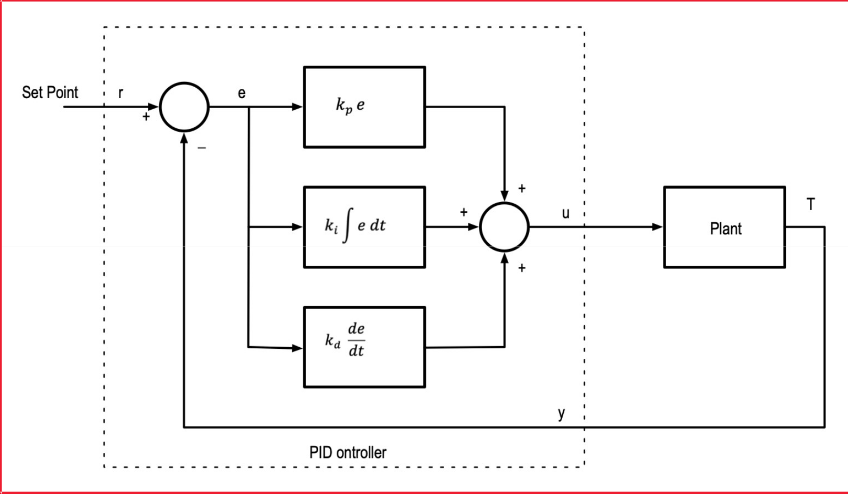 Set Point
r
+
−
e
k_p e
k_i ∫ e dt
k_d de/dt
+
+
+
u
Plant
T
y
PID ontroller